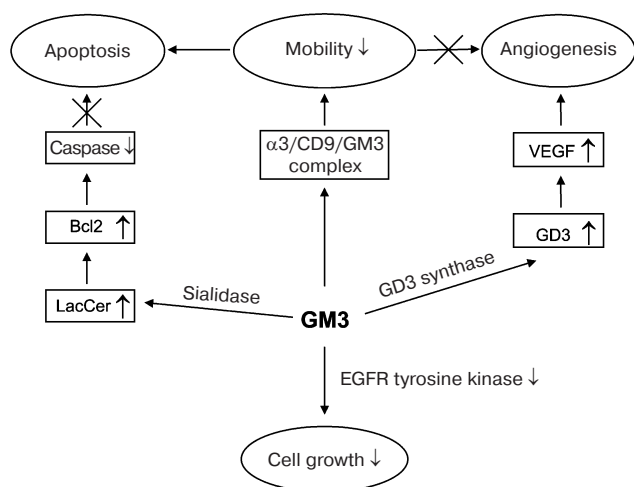 Apoptosis
Mobility ↓
Angiogenesis
Caspase ↓
α3/CD9/GM3
complex
VEGF ↑
Bcl2 ↑
GD3 ↑
LacCer ↑
Sialidase
GD3 synthase
GM3
EGFR tyrosine kinase ↓
Cell growth ↓